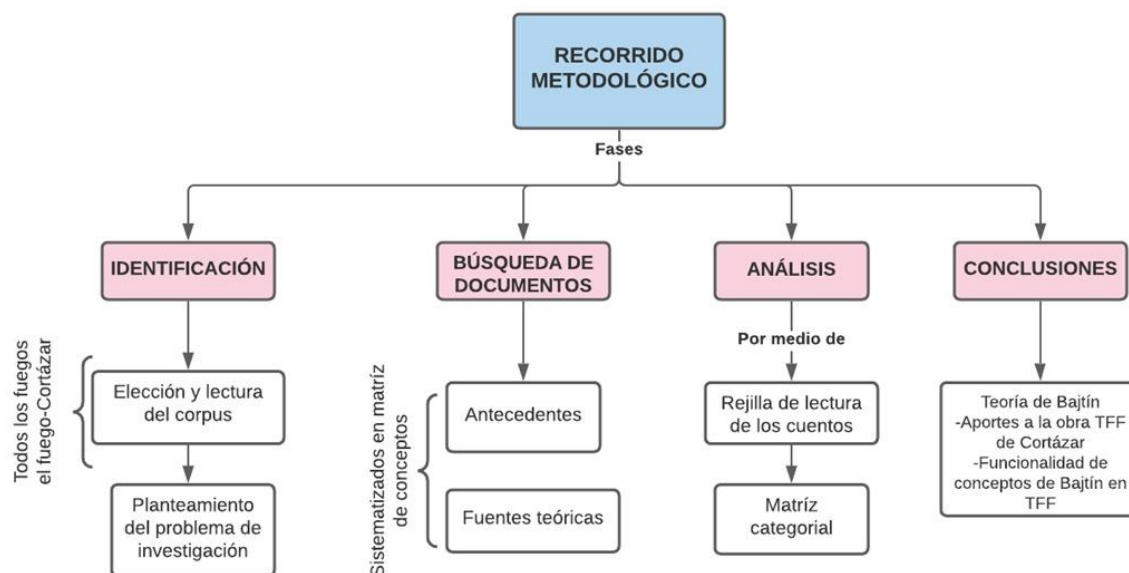 RECORRIDO
METODOLÓGICO
Fases
IDENTIFICACIÓN
BÚSQUEDA DE
DOCUMENTOS
ANÁLISIS
CONCLUSIONES
Todos los fuegos
el fuego-Cortázar
Elección y lectura
del corpus
Planteamiento
del problema de
investigación
Sistematizados en matríz
de conceptos
Antecedentes
Fuentes teóricas
Por medio de
Rejilla de lectura
de los cuentos
Matríz
categorial
Teoría de Bajtín
-Aportes a la obra TFF
de Cortázar
-Funcionalidad de
conceptos de Bajtín en
TFF